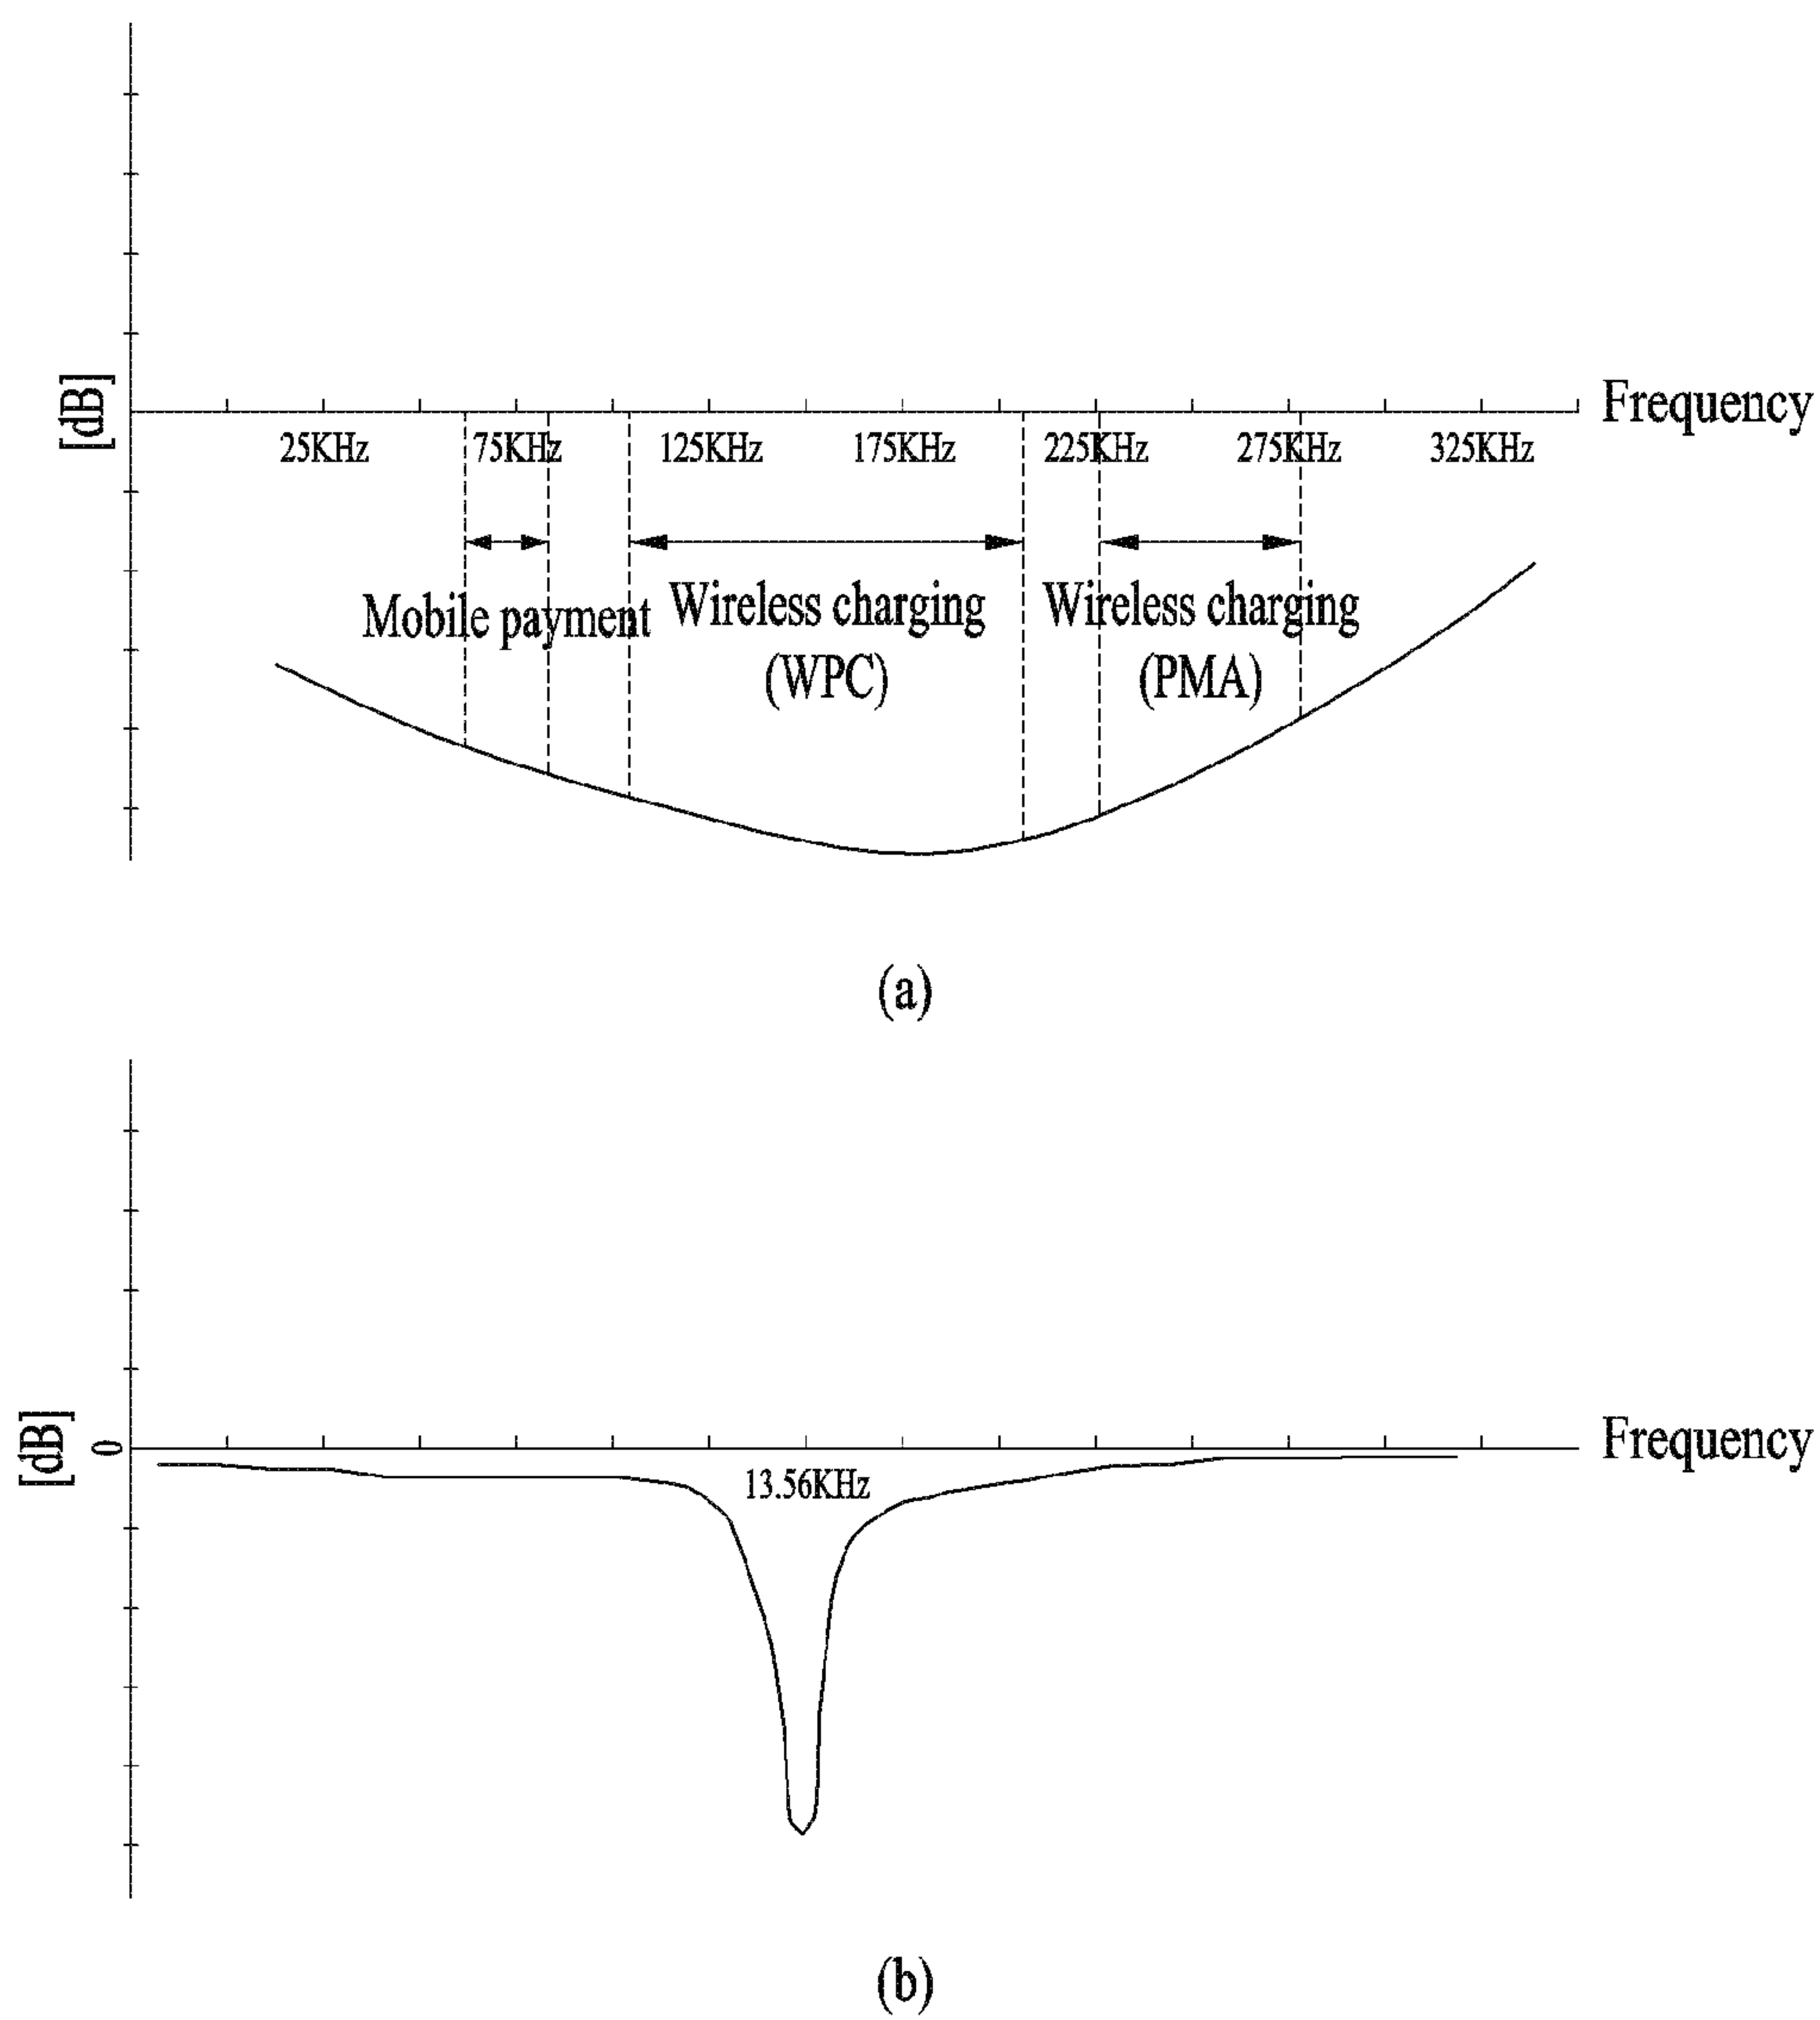 [dB]
Frequency
25KHz 75KHz 125KHz 175KHz 225KHz 275KHz 325KHz
Mobile payment
Wireless charging
(WPC)
Wireless charging
(PMA)
(a)
[dB]
0
Frequency
13.56KHz
(b)